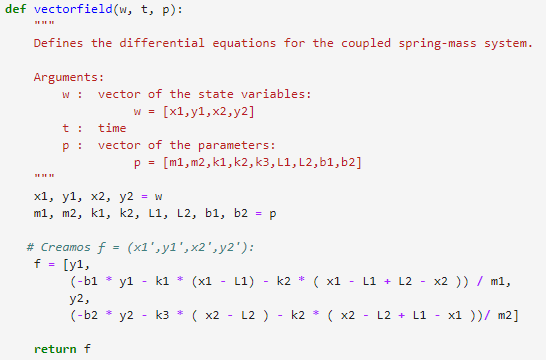 def vectorfield(w, t, p):
    """
    Defines the differential equations for the coupled spring-mass system.

    Arguments:
        w :  vector of the state variables:
                  w = [x1,y1,x2,y2]
        t :  time
        p :  vector of the parameters:
                  p = [m1,m2,k1,k2,k3,L1,L2,b1,b2]
    """
    x1, y1, x2, y2 = w
    m1, m2, k1, k2, L1, L2, b1, b2 = p

   # Creamos f = (x1',y1',x2',y2'):
    f = [y1,
         (-b1 * y1 - k1 * (x1 - L1) - k2 * ( x1 - L1 + L2 - x2 )) / m1,
         y2,
         (-b2 * y2 - k3 * ( x2 - L2 ) - k2 * ( x2 - L2 + L1 - x1 ))/ m2]

    return f